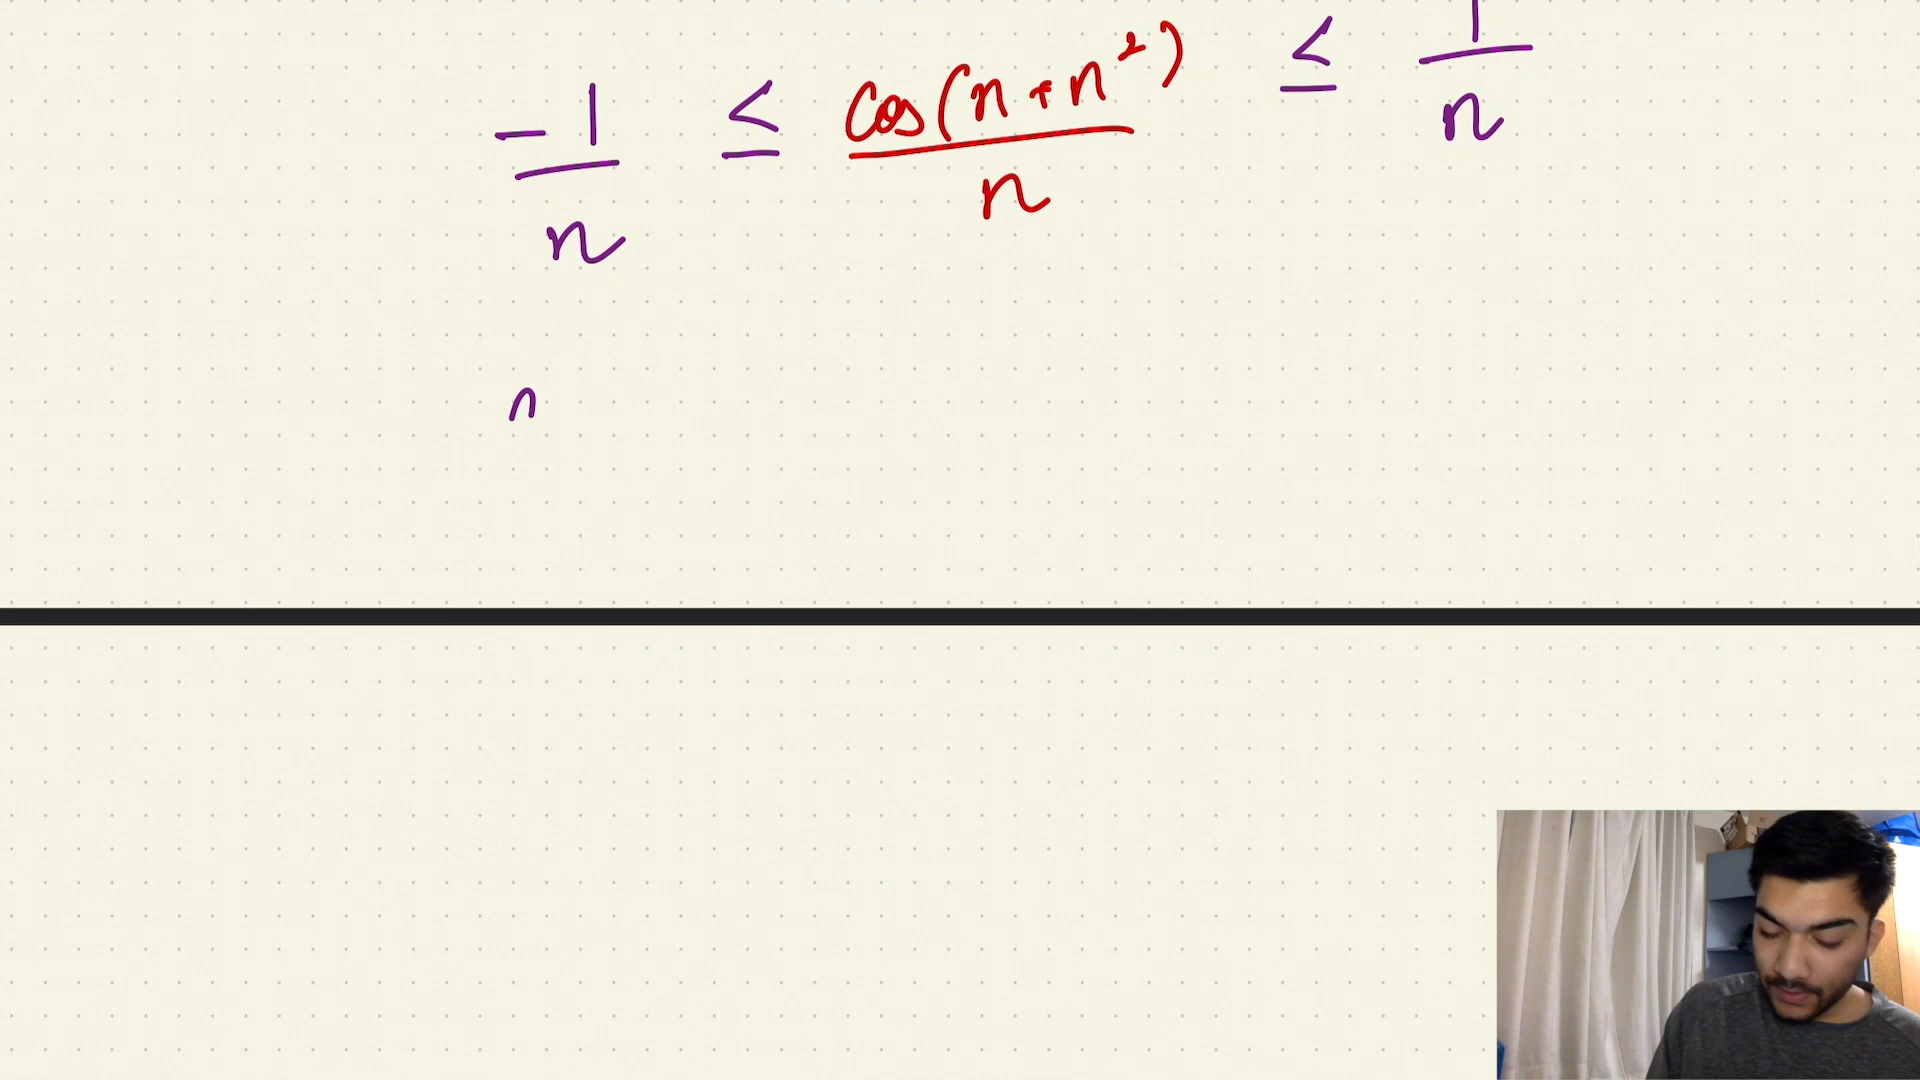 -1/n ≤ cos(n+n²)/n ≤ 1/n
n